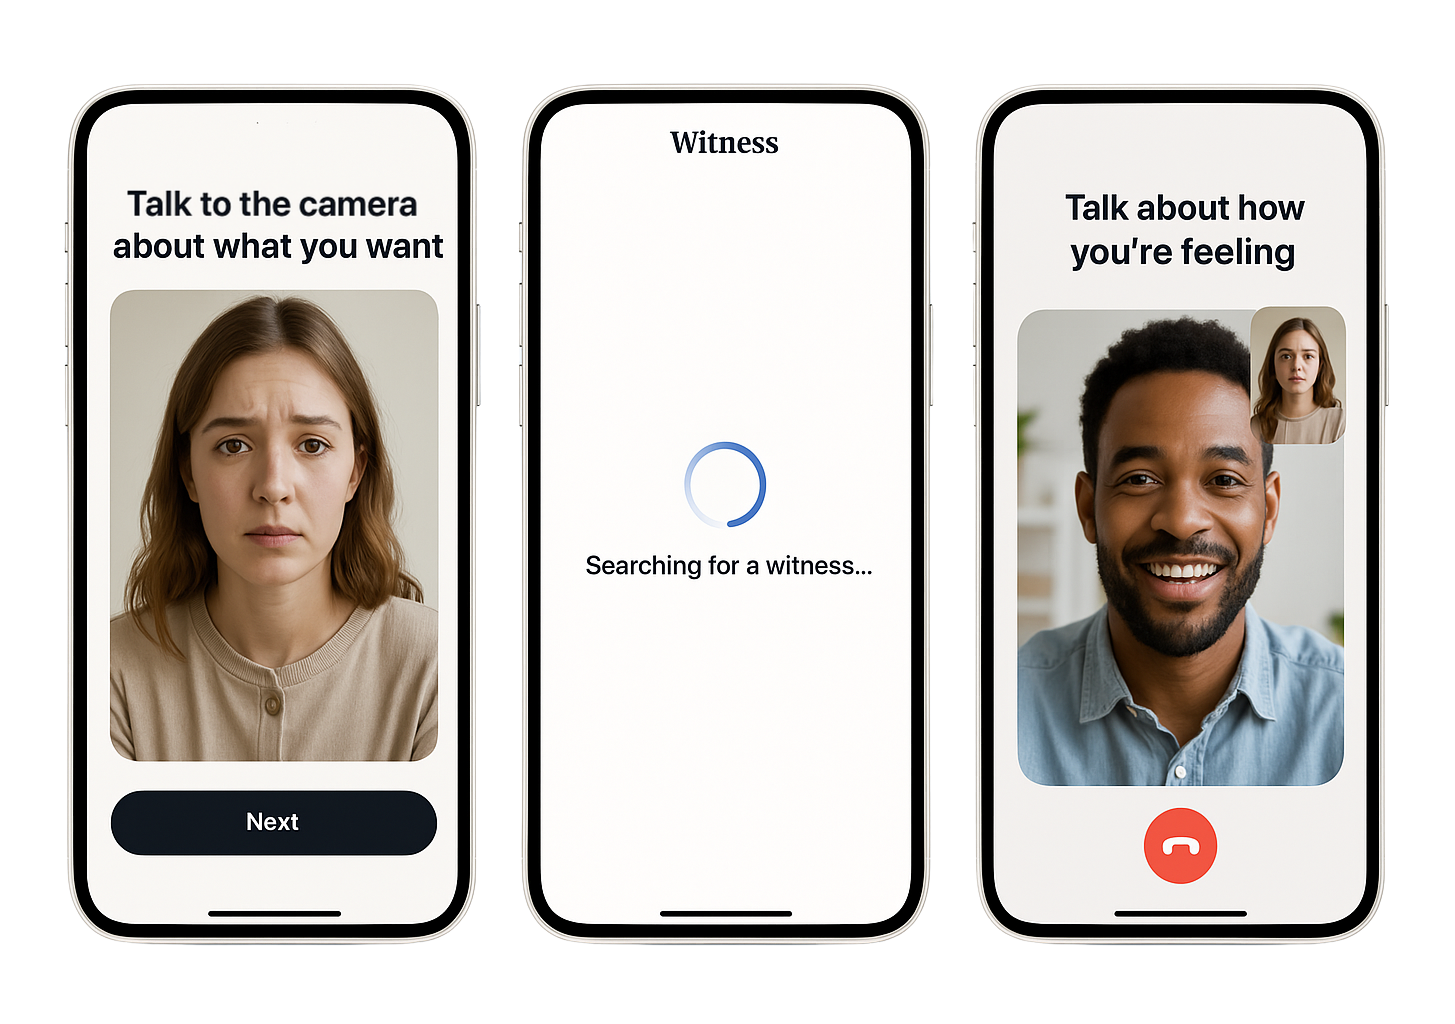 Talk to the camera
about what you want
Next
Witness
Searching for a witness...
Talk about how
you’re feeling